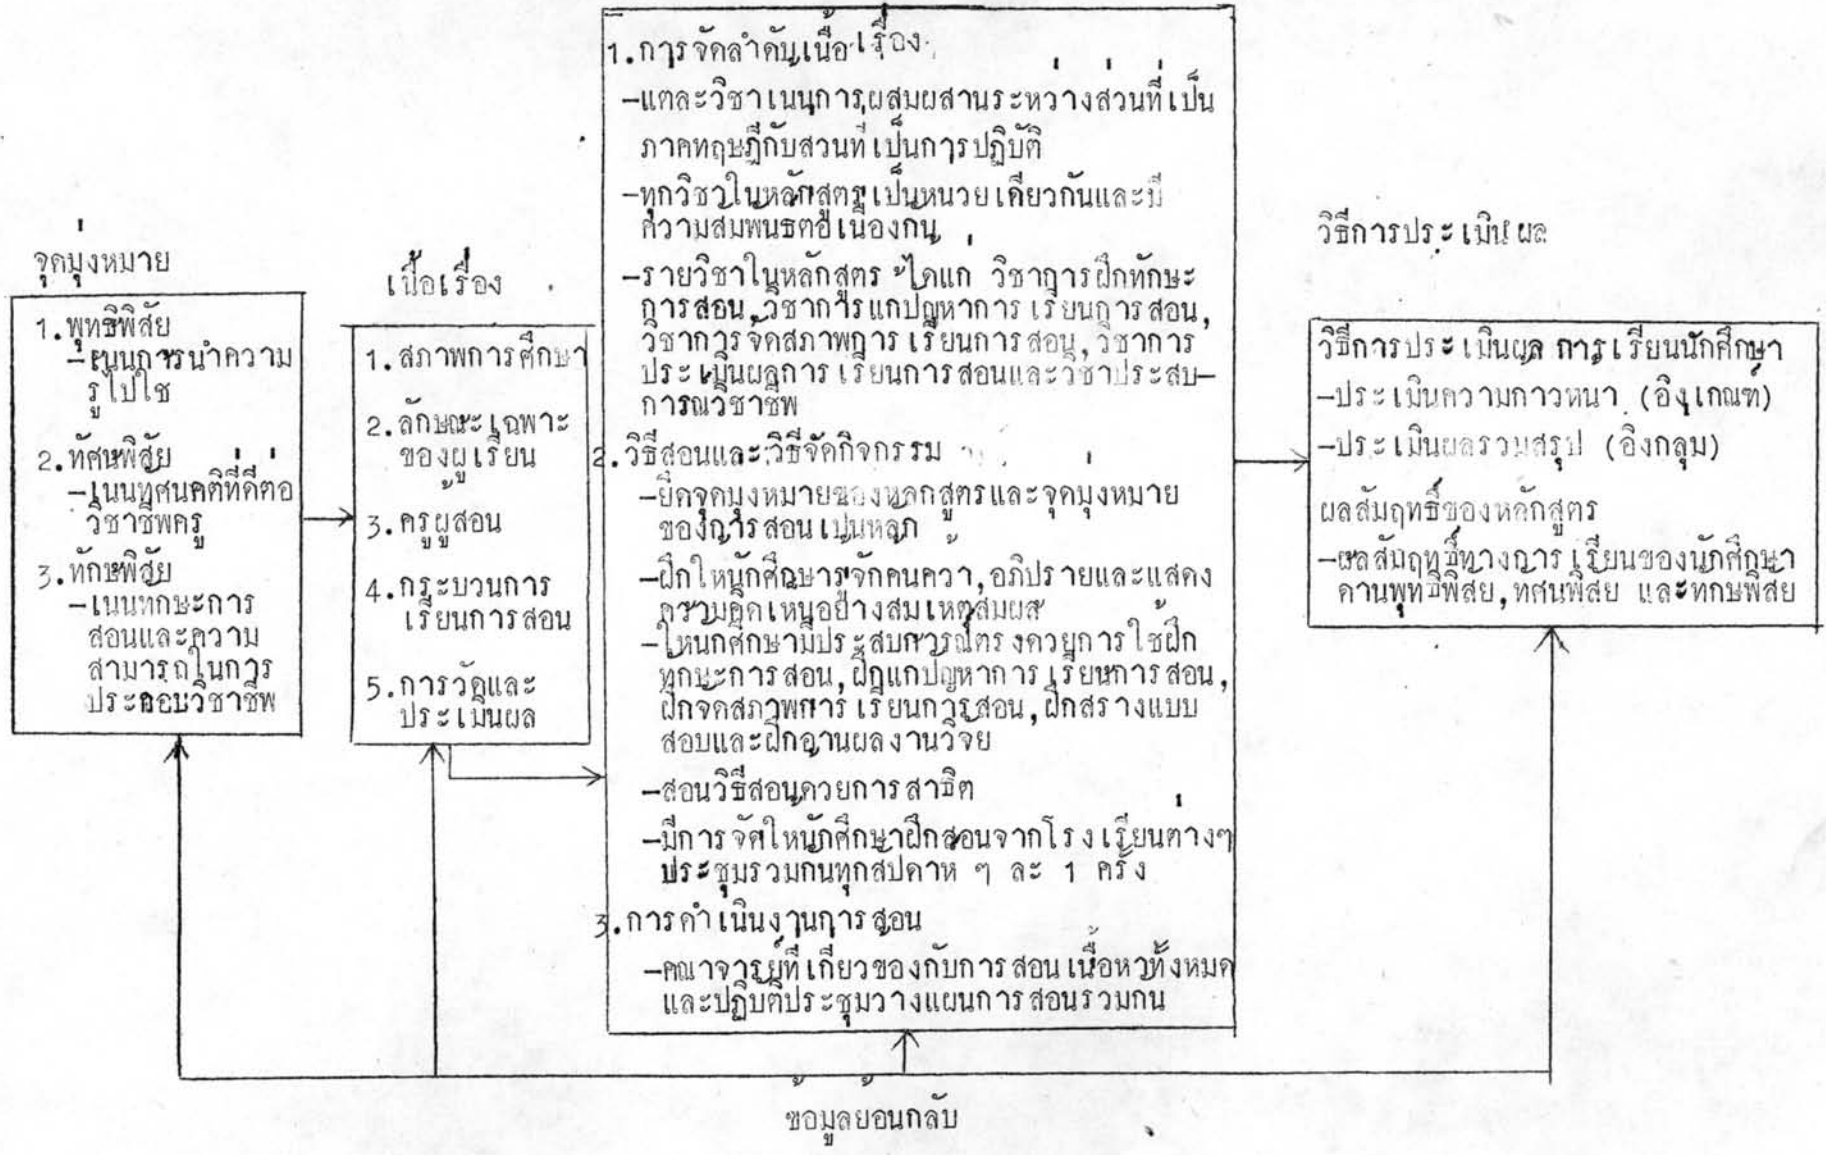 จุดมุ่งหมาย
1.พุทธิพิสัย
-เน้นการนำความ
รู้ไปใช้
2.ทัศนพิสัย
-เน้นทัศนคติที่ดีต่อ
วิชาชีพครู
3.ทักษพิสัย
-เน้นทักษะการ
สอนและความ
สามารถในการ
ประกอบวิชาชีพ
เนื้อเรื่อง
1.สภาพการศึกษา
2.ลักษณะเฉพาะ
ของผู้เรียน
3.ครูผู้สอน
4.กระบวนการ
เรียนการสอน
5.การวัดและ
ประเมินผล
1.การจัดลำดับเนื้อเรื่อง
-แต่ละวิชาเน้นการผสมผสานระหว่างส่วนที่เป็น
ภาคทฤษฎีกับส่วนที่เป็นการปฏิบัติ
-ทุกวิชาในหลักสูตรเป็นหน่วยเดียวกันและมี
ความสัมพันธ์ต่อเนื่องกัน
-รายวิชาในหลักสูตร ได้แก่ วิชาการฝึกทักษะ
การสอน,วิชาการแก้ปัญหาการเรียนการสอน,
วิชาการจัดสภาพการเรียนการสอน,วิชาการ
ประเมินผลการเรียนการสอนและวิชาประสบ-
การณ์วิชาชีพ
2.วิธีสอนและวิธีจัดกิจกรรม
-ยึดจุดมุ่งหมายของหลักสูตรและจุดมุ่งหมาย
ของการสอนเป็นหลัก
-ฝึกให้นักศึกษารู้จักค้นคว้า,อภิปรายและแสดง
ความคิดเห็นอย่างสมเหตุสมผล
-ให้นักศึกษามีประสบการณ์ตรงด้วยการใช้ฝึก
ทักษะการสอน,ฝึกแก้ปัญหาการเรียนการสอน,
ฝึกจัดสภาพการเรียนการสอน,ฝึกสร้างแบบ
สอบและฝึกอ่านผลงานวิจัย
-สอนวิธีสอนด้วยการสาธิต
-มีการจัดให้นักศึกษาฝึกสอนจากโรงเรียนต่างๆ
ประชุมร่วมกันทุกสัปดาห์ ๆ ละ 1 ครั้ง
3.การดำเนินงานการสอน
-คณาจารย์ที่เกี่ยวข้องกับการสอนเนื้อหาทั้งหมด
และปฏิบัติประชุมวางแผนการสอนร่วมกัน
วิธีการประเมินผล
วิธีการประเมินผลการเรียนนักศึกษา
-ประเมินความก้าวหน้า (อิงเกณฑ์)
-ประเมินผลรวมสรุป (อิงกลุ่ม)
ผลสัมฤทธิ์ของหลักสูตร
-ผลสัมฤทธิ์ทางการเรียนของนักศึกษา
ด้านพุทธิพิสัย,ทัศนพิสัย และทักษพิสัย
ข้อมูลย้อนกลับ